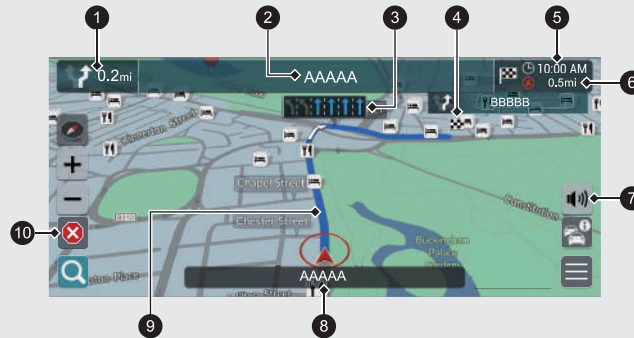 1
2
3
4
5
0.2mi
AAAAA
10:00 AM
0.5mi
6
BBBBB
Street
Chapel Street
Chester Street
Constitution
7
10
Buckingham
Palace
Gardens
Place
AAAAA
9
8